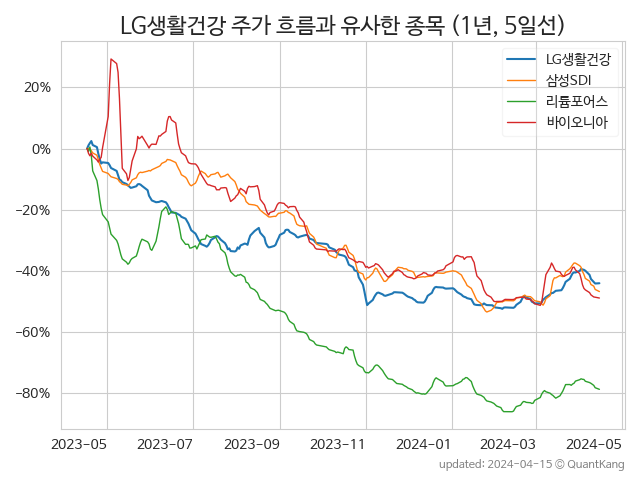 LG생활건강 주가 흐름과 유사한 종목 (1년, 5일선)
LG생활건강
삼성SDI
리튬포어스
바이오니아
20%
0%
−20%
−40%
−60%
−80%
2023-05 2023-07 2023-09 2023-11 2024-01 2024-03 2024-05
updated: 2024-04-15 © QuantKang